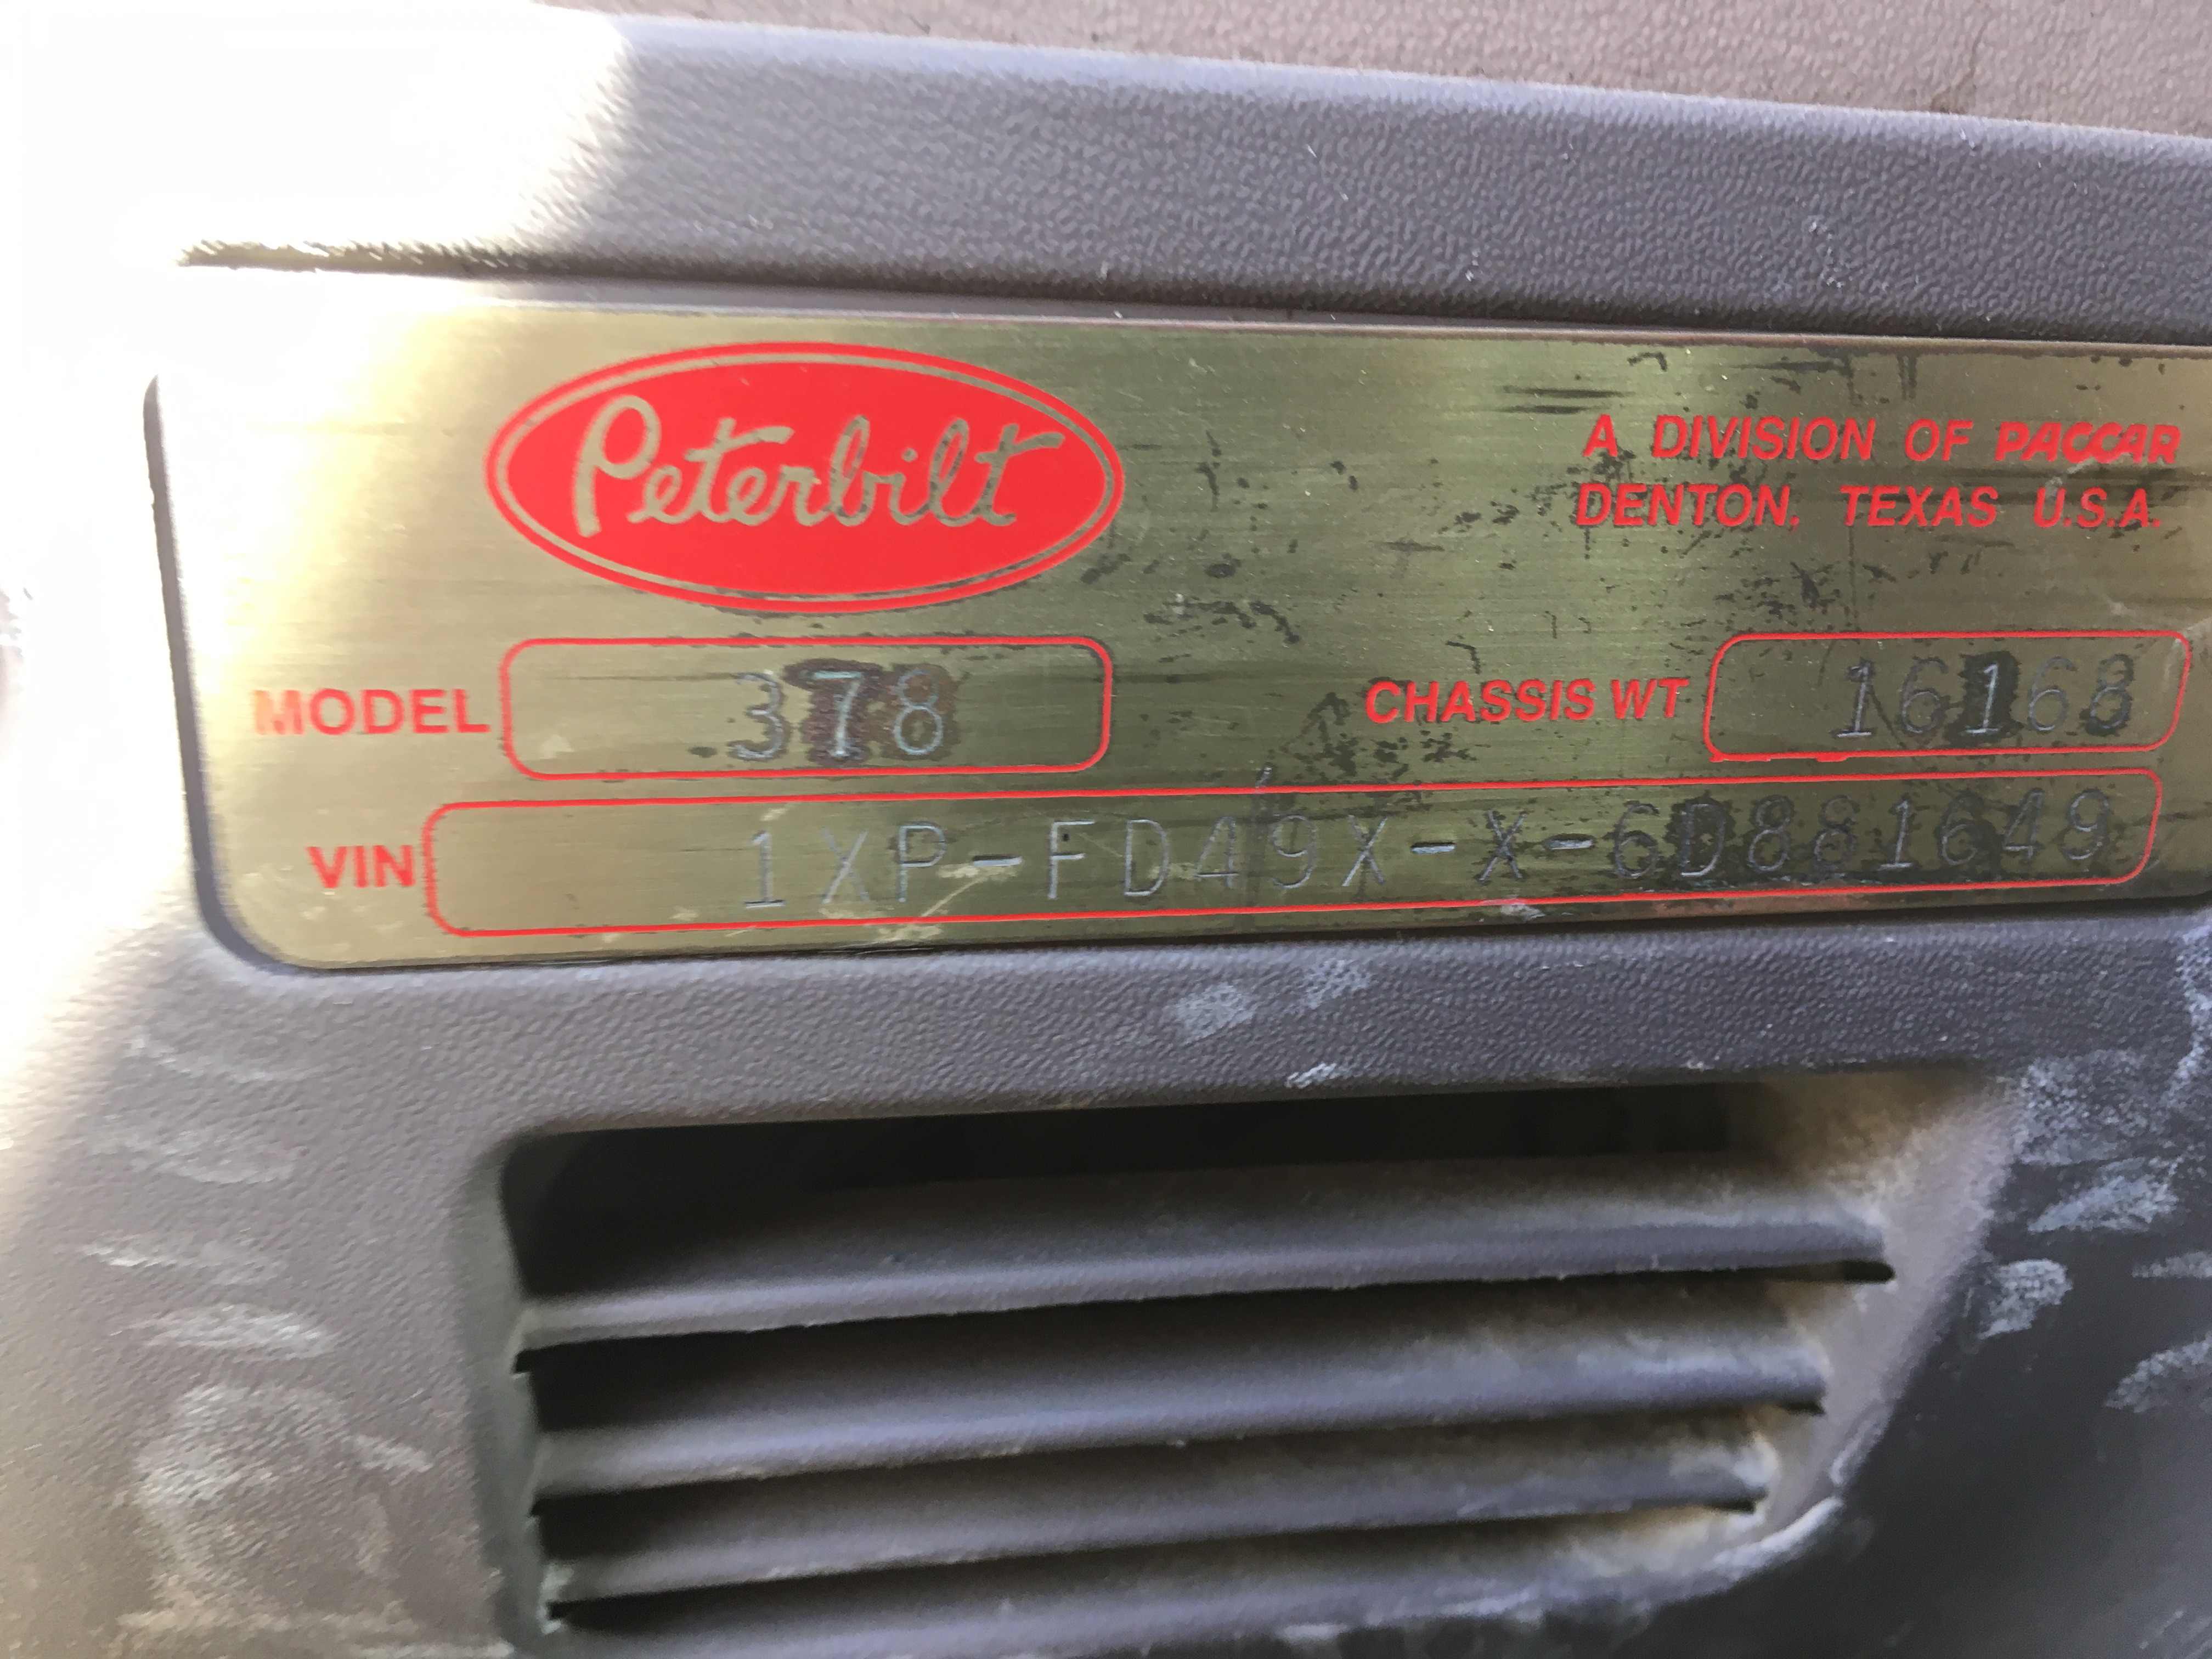 Peterbilt
A DIVISION OF PACCAR
DENTON, TEXAS U.S.A.
MODEL 378
CHASSIS WT 16168
VIN 1XP-FD49X-X-6D881649